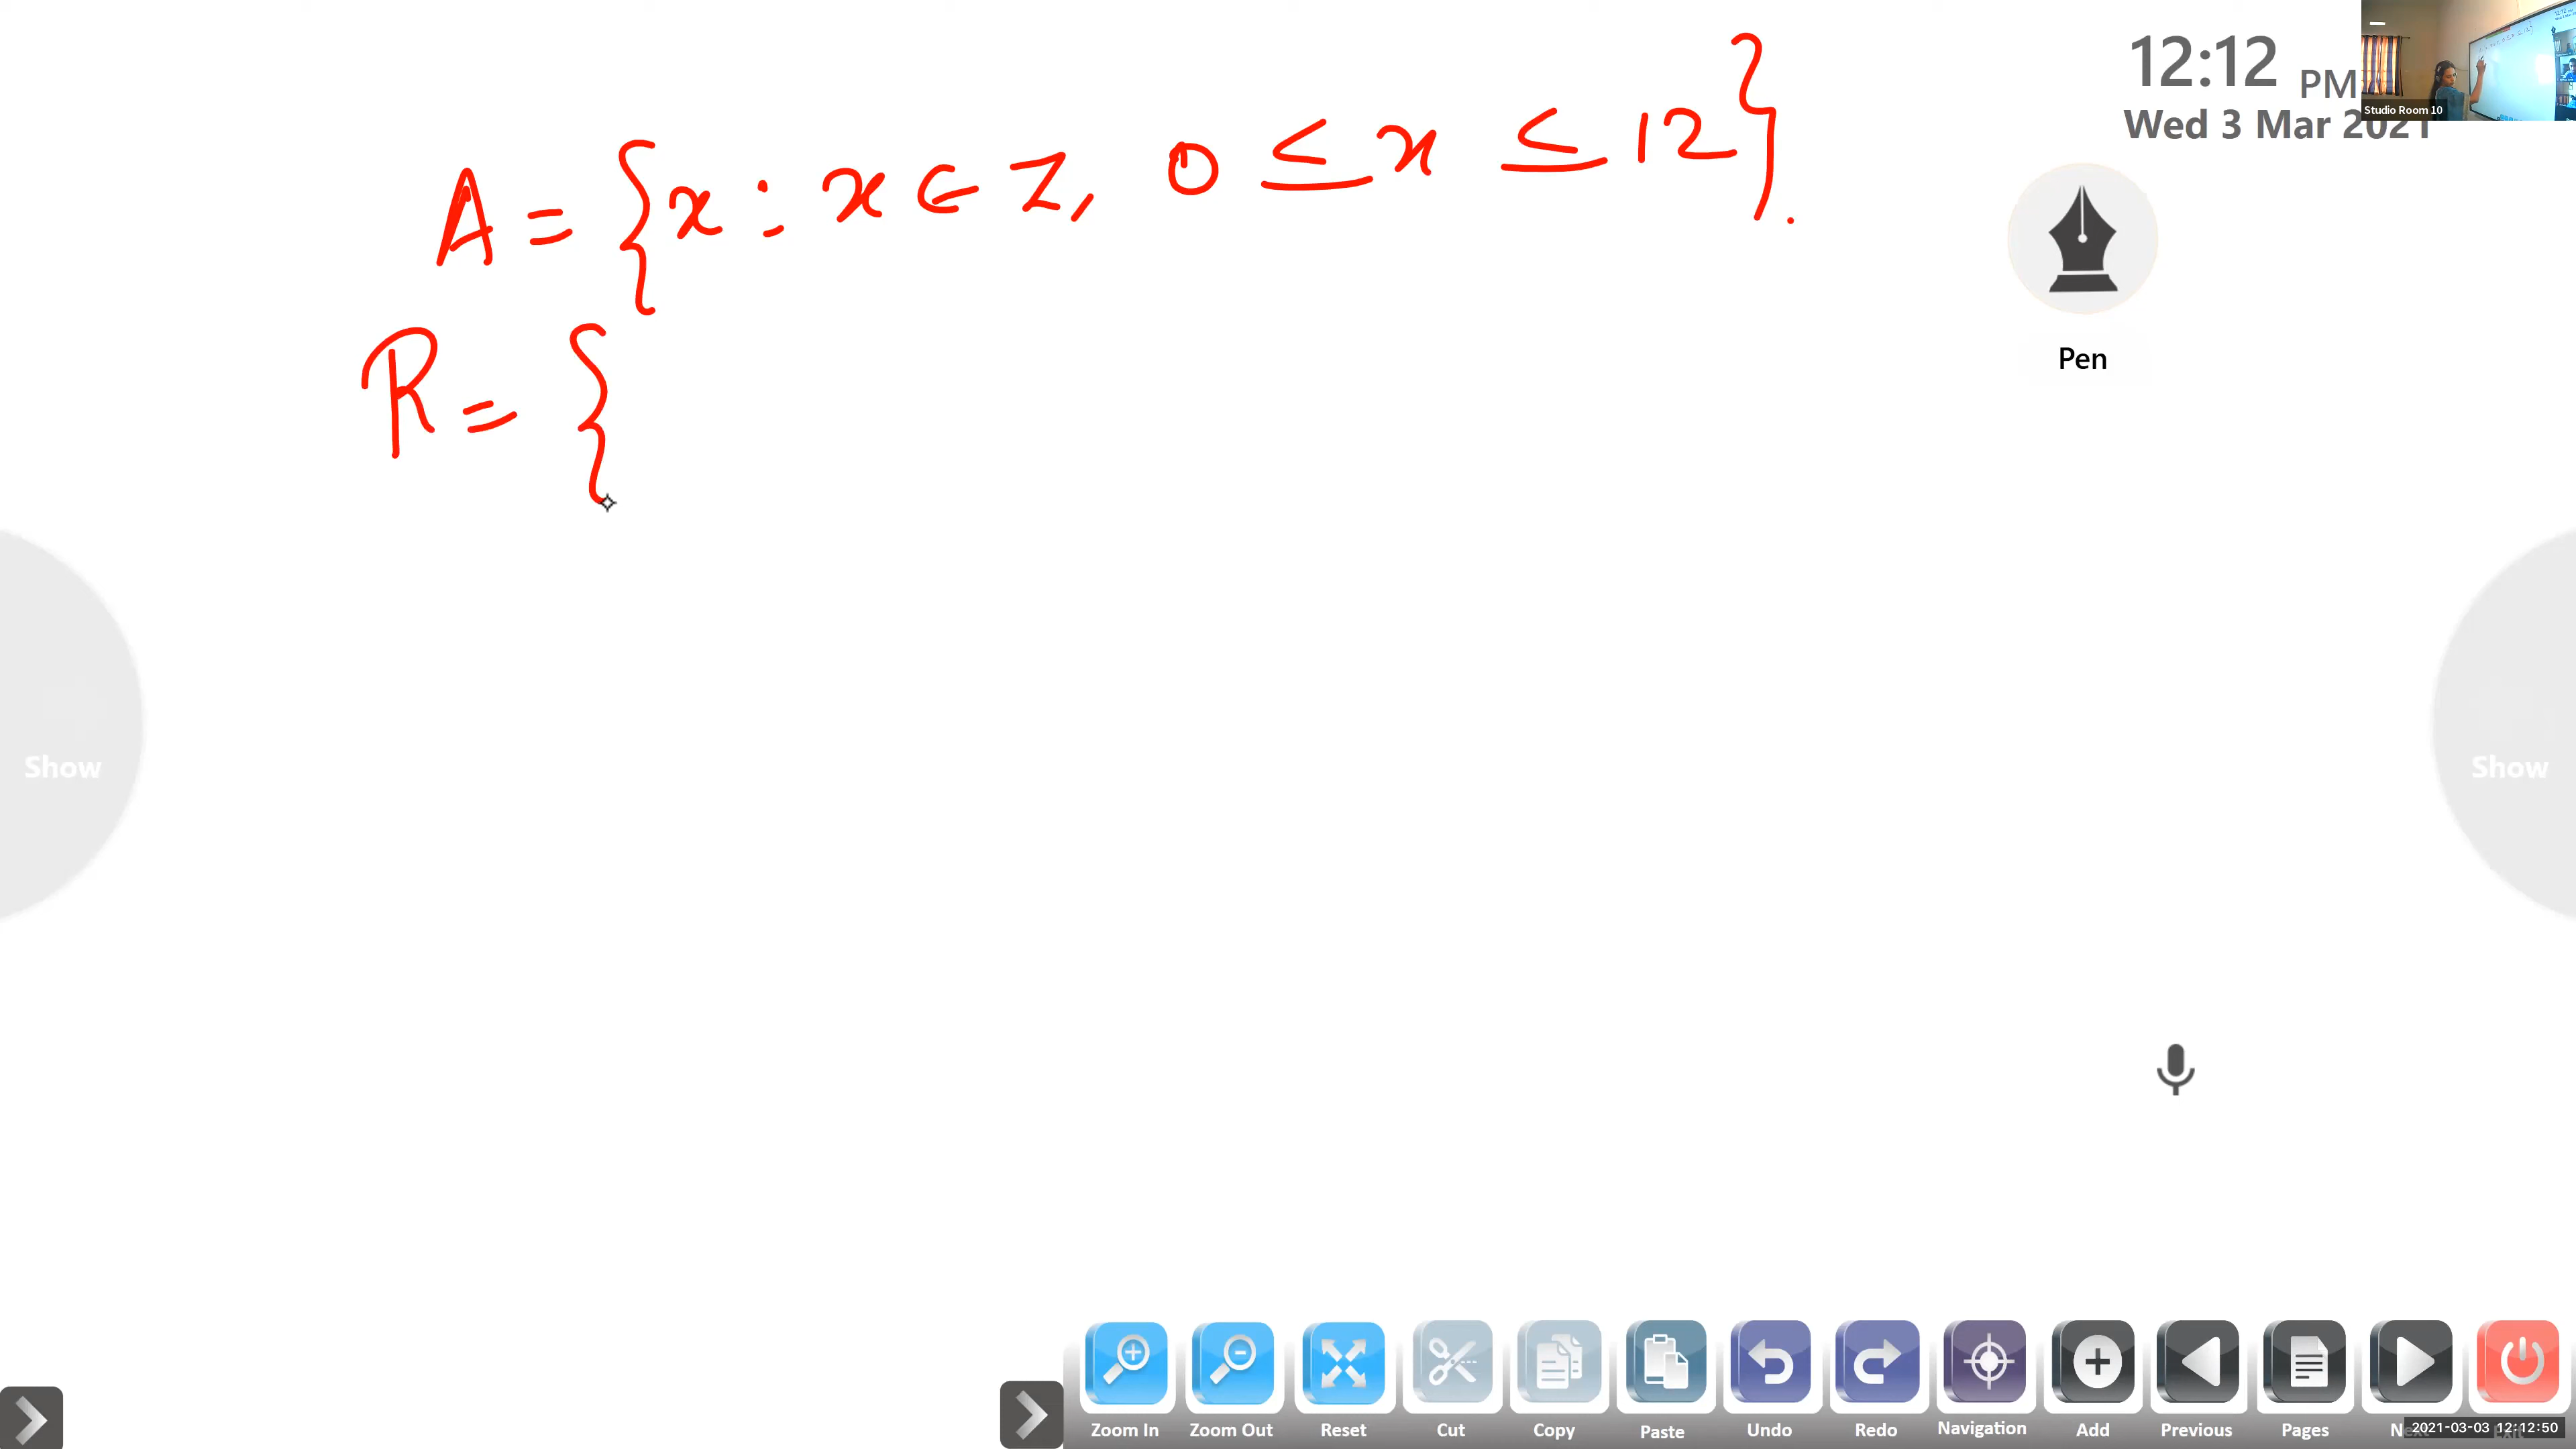 12:12 PM
Wed 3 Mar 2021
Studio Room 10
A = {x : x ∈ Z, 0 ≤ x ≤ 12}.
R = {
Pen
Show
Show
Zoom In Zoom Out Reset Cut Copy Paste Undo Redo Navigation Add Previous Pages
2021-03-03 12:12:50